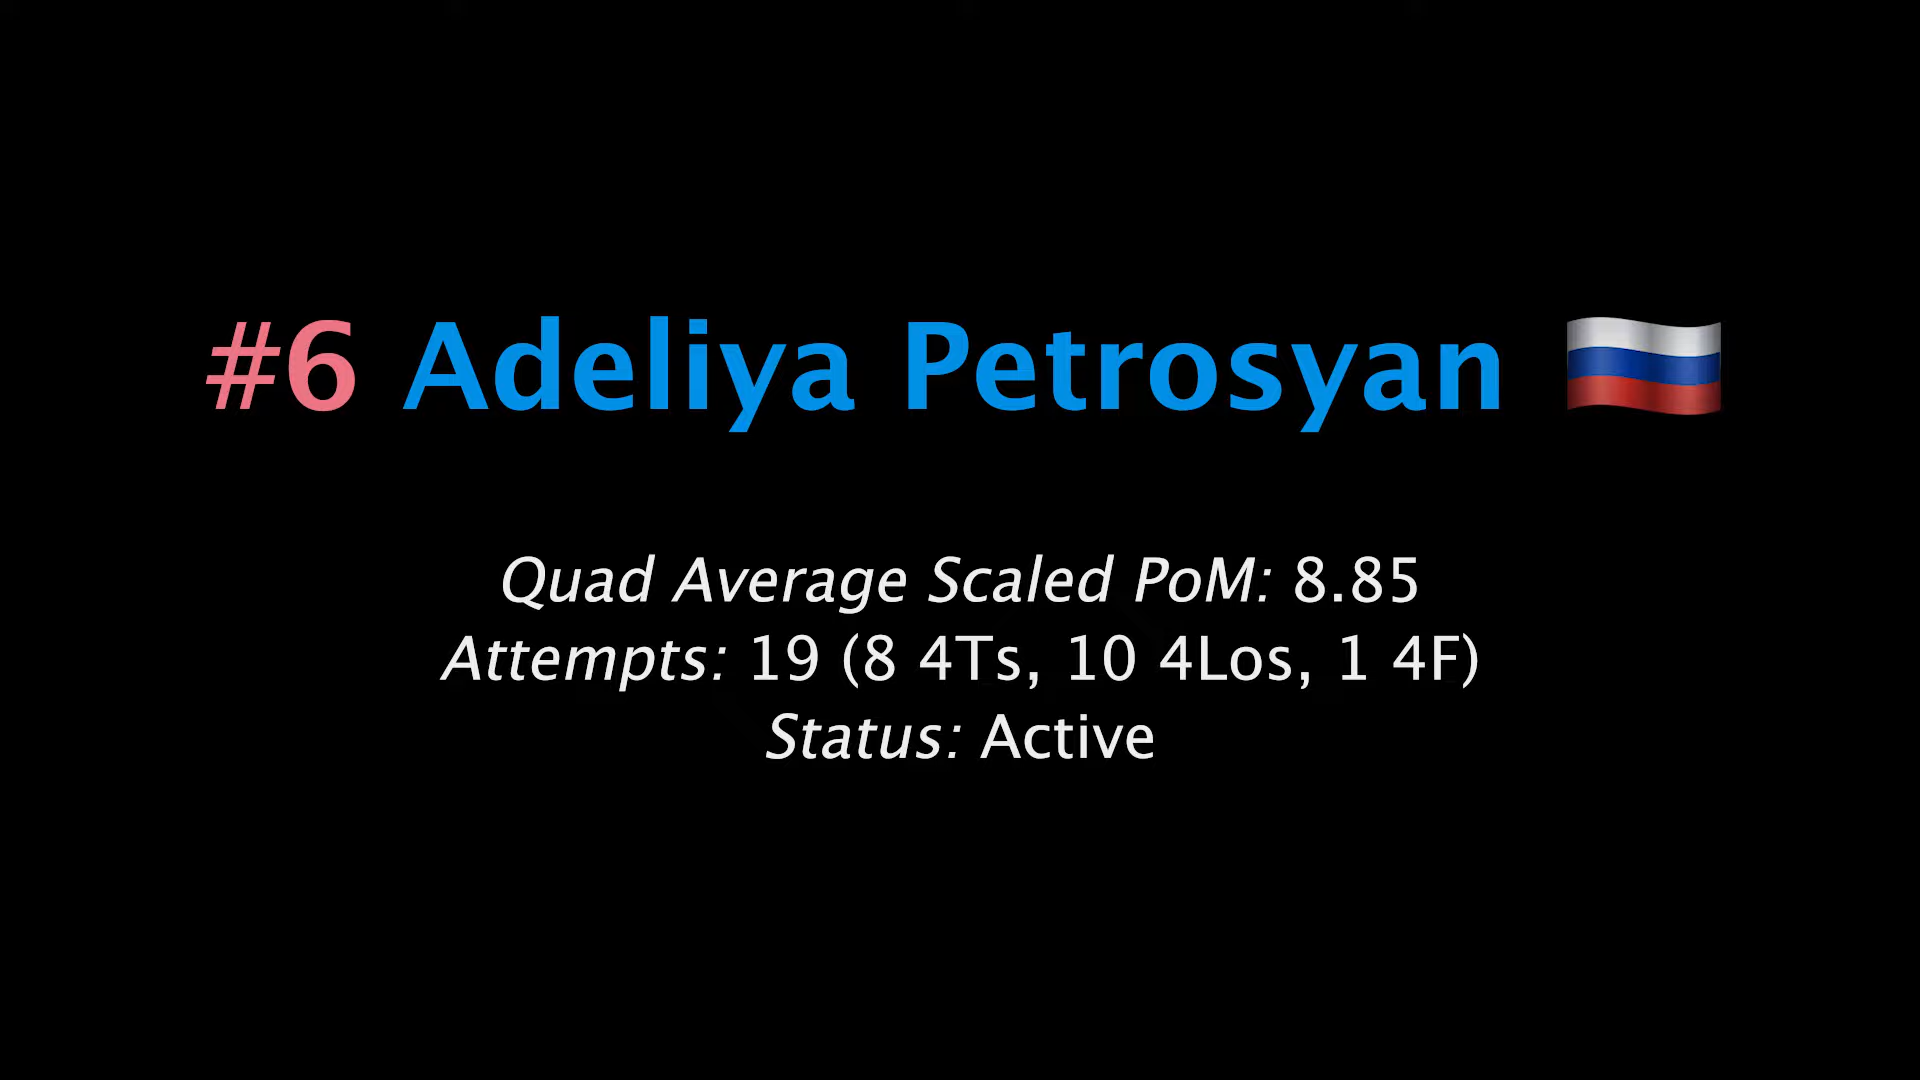 #6 Adeliya Petrosyan 🇷🇺
Quad Average Scaled PoM: 8.85
Attempts: 19 (8 4Ts, 10 4Los, 1 4F)
Status: Active